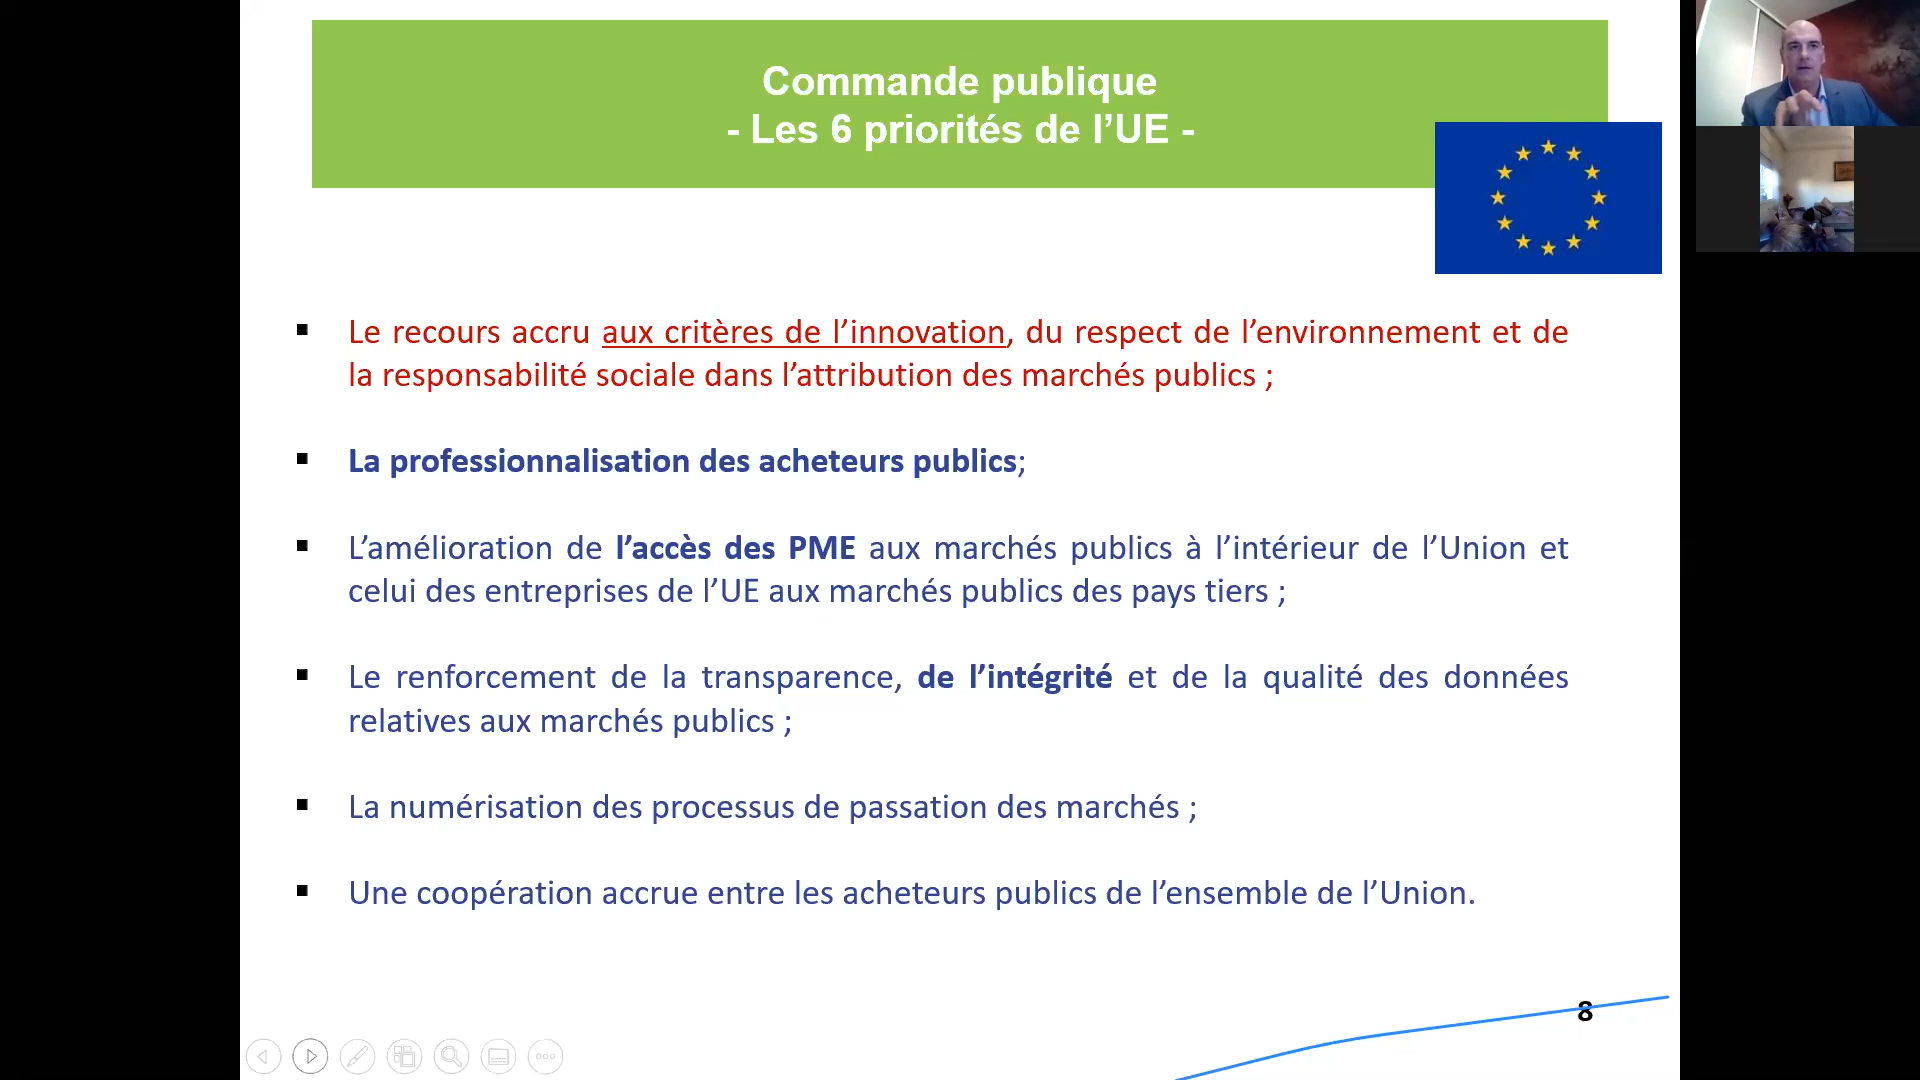 Commande publique
- Les 6 priorités de l’UE -
Le recours accru aux critères de l’innovation, du respect de l’environnement et de
la responsabilité sociale dans l’attribution des marchés publics ;
La professionnalisation des acheteurs publics;
L’amélioration de l’accès des PME aux marchés publics à l’intérieur de l’Union et
celui des entreprises de l’UE aux marchés publics des pays tiers ;
Le renforcement de la transparence, de l’intégrité et de la qualité des données
relatives aux marchés publics ;
La numérisation des processus de passation des marchés ;
Une coopération accrue entre les acheteurs publics de l’ensemble de l’Union.
8